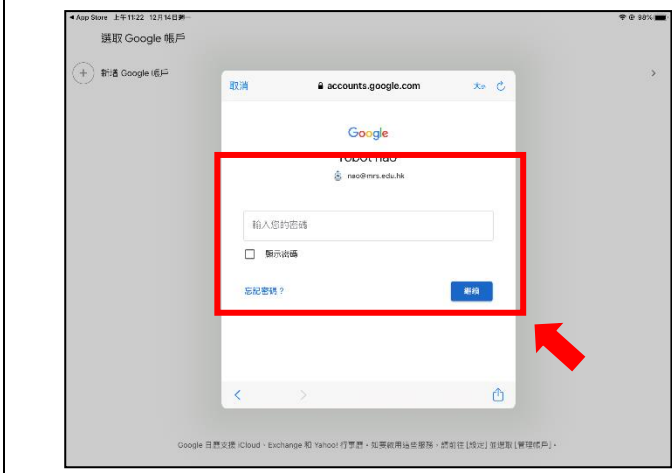 App Store 上午11:22 12月14日
98%
選取 Google 帳戶
新增 Google 帳戶
取消 accounts.google.com 大小
Google
robot nao
nao@mrs.edu.hk
輸入您的密碼
顯示密碼
忘記密碼？ 繼續
Google 日曆支援 iCloud、Exchange 和 Yahoo! 行事曆。如要啟用這些服務，請前往 [設定] 並選取 [管理帳戶]。